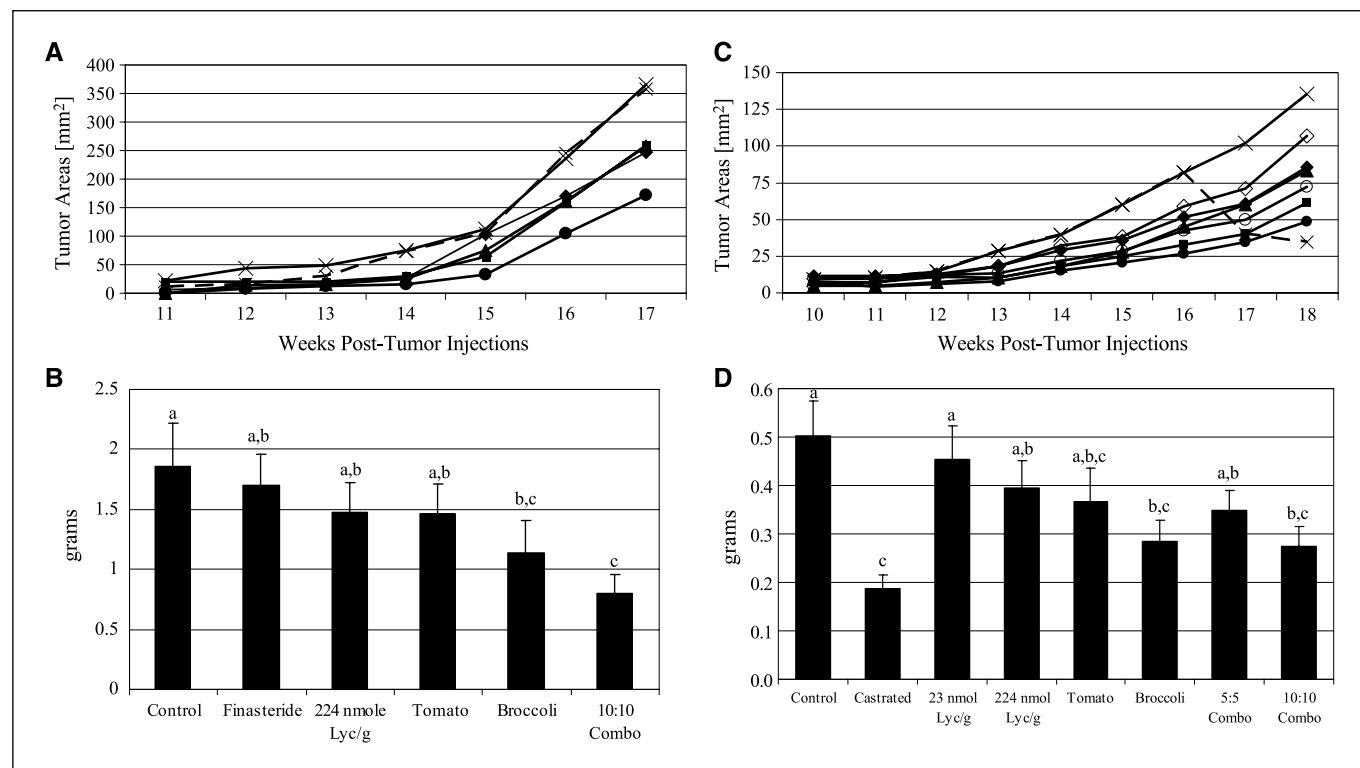 A
Tumor Areas [mm²]
400
350
300
250
200
150
100
50
0
11 12 13 14 15 16 17
Weeks Post-Tumor Injections
B
grams
2.5
2
1.5
1
0.5
0
a
a,b
a,b
a,b
b,c
c
Control Finasteride 224 nmole Tomato Broccoli 10:10
Lyc/g Combo
C
Tumor Areas [mm²]
150
125
100
75
50
25
0
10 11 12 13 14 15 16 17 18
Weeks Post-Tumor Injections
D
grams
0.6
0.5
0.4
0.3
0.2
0.1
0.0
a
c
a
a,b
a,b,c
b,c
a,b
b,c
Control Castrated 23 nmol 224 nmol Tomato Broccoli 5:5 10:10
Lyc/g Lyc/g Combo Combo